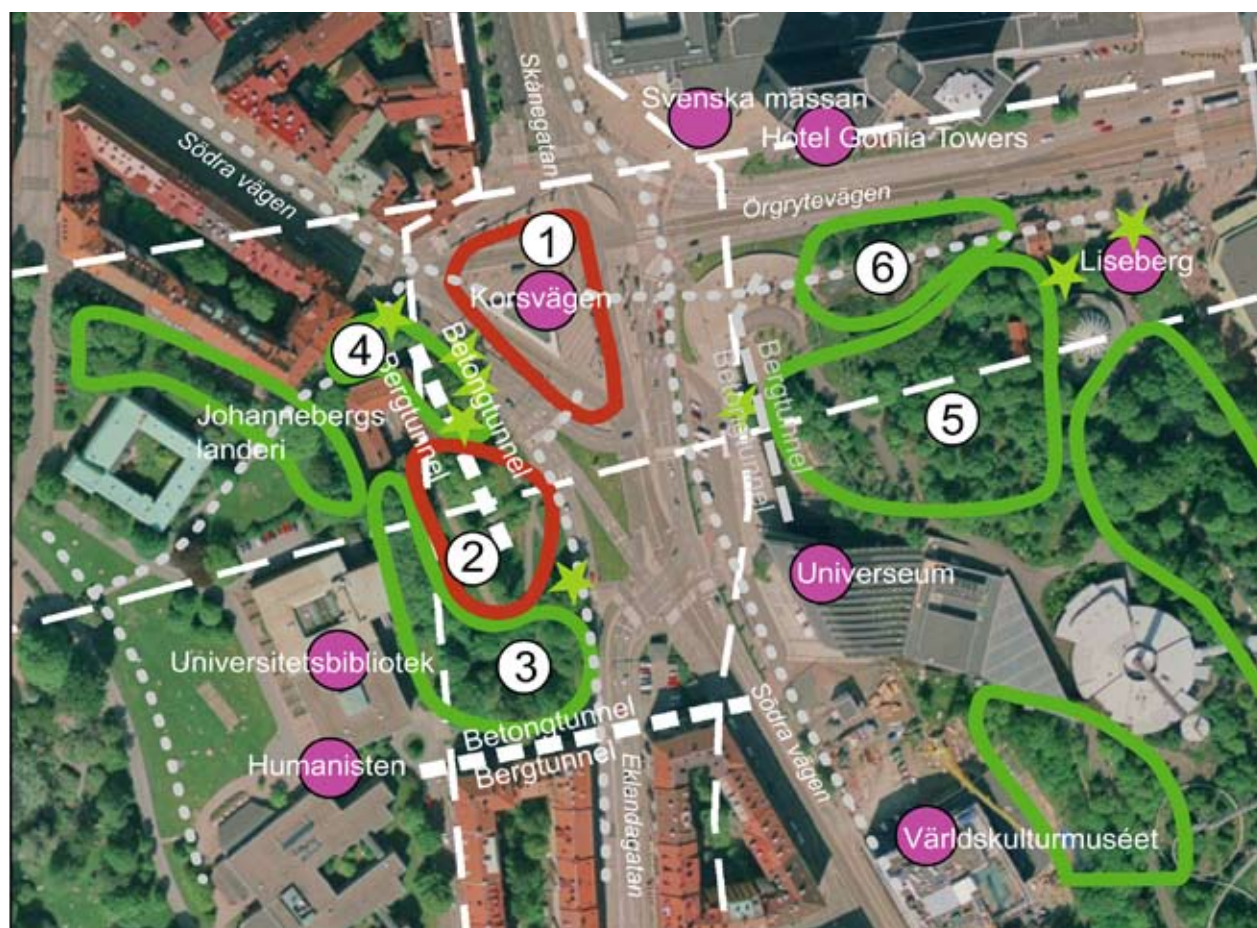 Skånegatan
Svenska mässan
Hotel Gothia Towers
Södra vägen
Örgrytevägen
1
6
Korsvägen
Liseberg
4
Betongtunnel
Bergtunnel
Bergtunnel
Betongtunnel
Johannebergs
landeri
5
2
Universeum
Universitetsbibliotek
3
Betongtunnel
Bergtunnel
Södra vägen
Humanisten
Eklandagatan
Världskulturmuséet